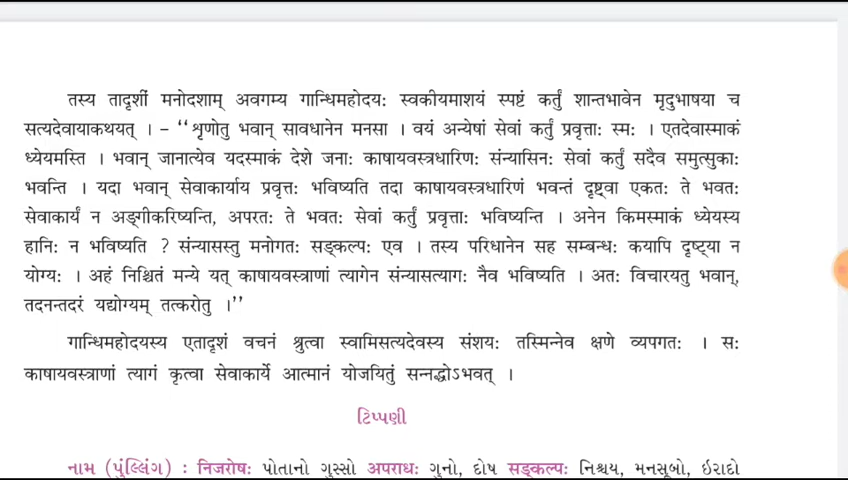 तस्य तादृशीं मनोदशाम् अवगम्य गान्धिमहोदयः स्वकीयमाशयं स्पष्टं कर्तुं शान्तभावेन मृदुभाषया च
सत्यदेवायाकथयत् । – ‘‘शृणोतु भवान् सावधानेन मनसा । वयं अन्येषां सेवां कर्तुं प्रवृत्ताः स्मः । एतदेवास्माकं
ध्येयमस्ति । भवान् जानात्येव यदस्माकं देशे जनाः काषायवस्त्रधारिणः संन्यासिनः सेवां कर्तुं सदैव समुत्सुकाः
भवन्ति । यदा भवान् सेवाकार्याय प्रवृत्तः भविष्यति तदा काषायवस्त्रधारिणं भवन्तं दृष्ट्वा एकतः ते भवतः
सेवाकार्यं न अङ्गीकरिष्यन्ति, अपरतः ते भवतः सेवां कर्तुं प्रवृत्ताः भविष्यन्ति । अनेन किमस्माकं ध्येयस्य
हानिः न भविष्यति ? संन्यासस्तु मनोगतः सङ्कल्पः एव । तस्य परिधानेन सह सम्बन्धः कयापि दृष्ट्या न
योग्यः । अहं निश्चितं मन्ये यत् काषायवस्त्राणां त्यागेन संन्यासत्यागः नैव भविष्यति । अतः विचारयतु भवान्,
तदनन्तदरं यद्योग्यम् तत्करोतु ।’’
गान्धिमहोदयस्य एतादृशं वचनं श्रुत्वा स्वामिसत्यदेवस्य संशयः तस्मिन्नेव क्षणे व्यपगतः । सः
काषायवस्त्राणां त्यागं कृत्वा सेवाकार्ये आत्मानं योजयितुं सन्नद्धोऽभवत् ।
ટિપ્પણી
નામ (પુંલ્લિંગ) : निजरोषः પોતાનો ગુસ્સો अपराधः ગુનો, દોષ सङ्कल्पः નિશ્ચય, મનસૂબો, ઇરાદો